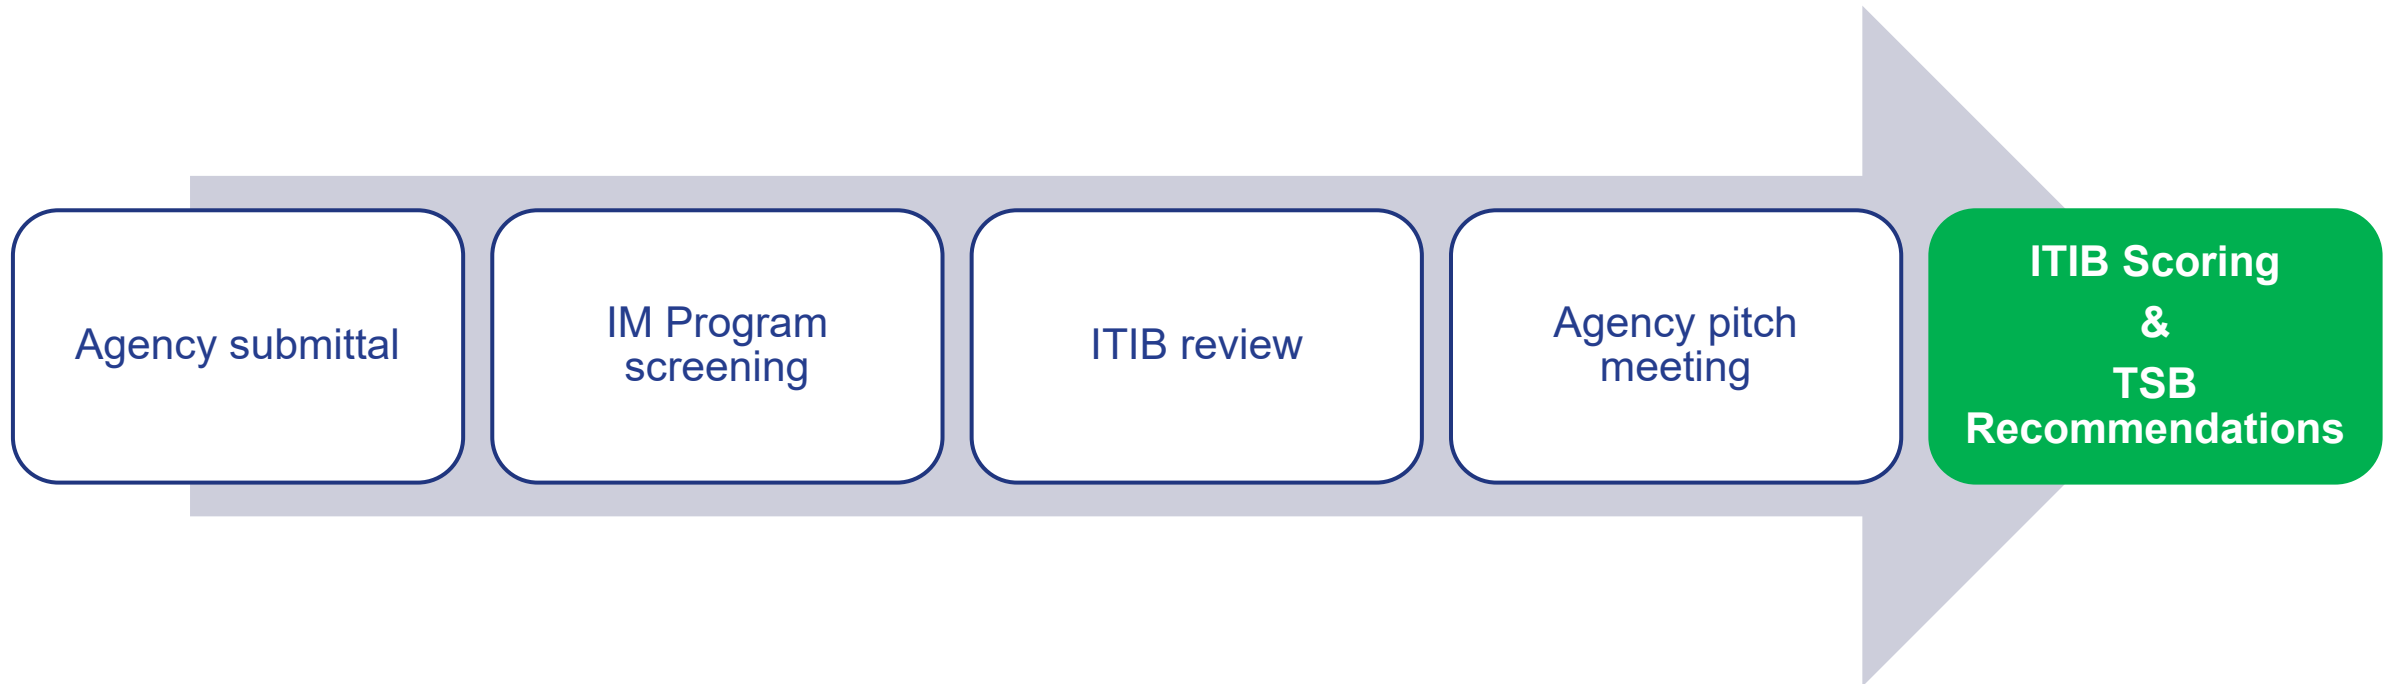 Agency submittal
IM Program
screening
ITIB review
Agency pitch
meeting
ITIB Scoring
&
TSB
Recommendations